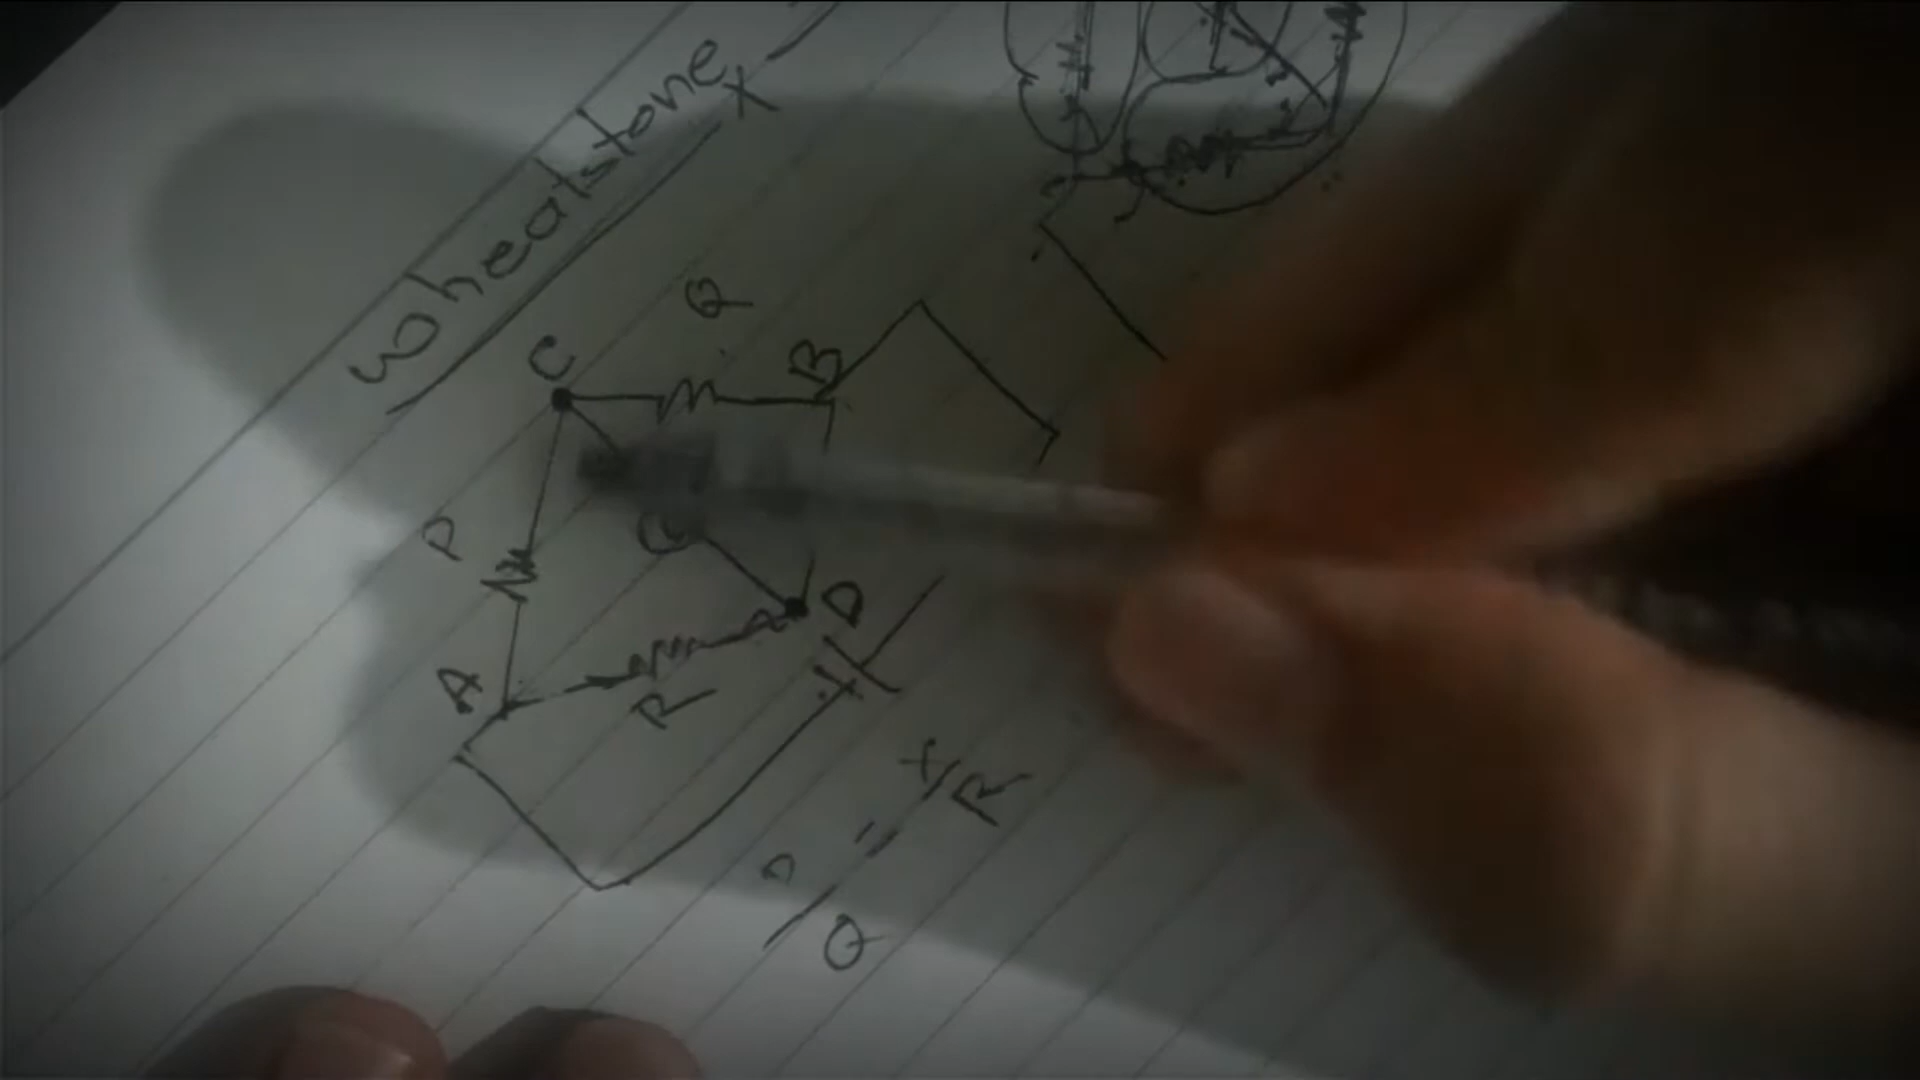 Wheatstone
C
Q
B
P
G
D
A
R
P/Q = X/R